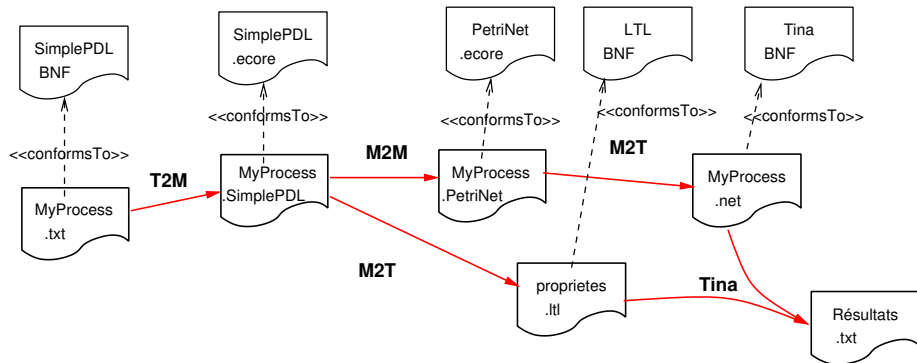 SimplePDL
BNF
SimplePDL
.ecore
PetriNet
.ecore
LTL
BNF
Tina
BNF
<<conformsTo>>
<<conformsTo>>
<<conformsTo>>
<<conformsTo>>
<<conformsTo>>
T2M
M2M
M2T
MyProcess
.txt
MyProcess
.SimplePDL
MyProcess
.PetriNet
MyProcess
.net
M2T
proprietes
.ltl
Tina
Résultats
.txt